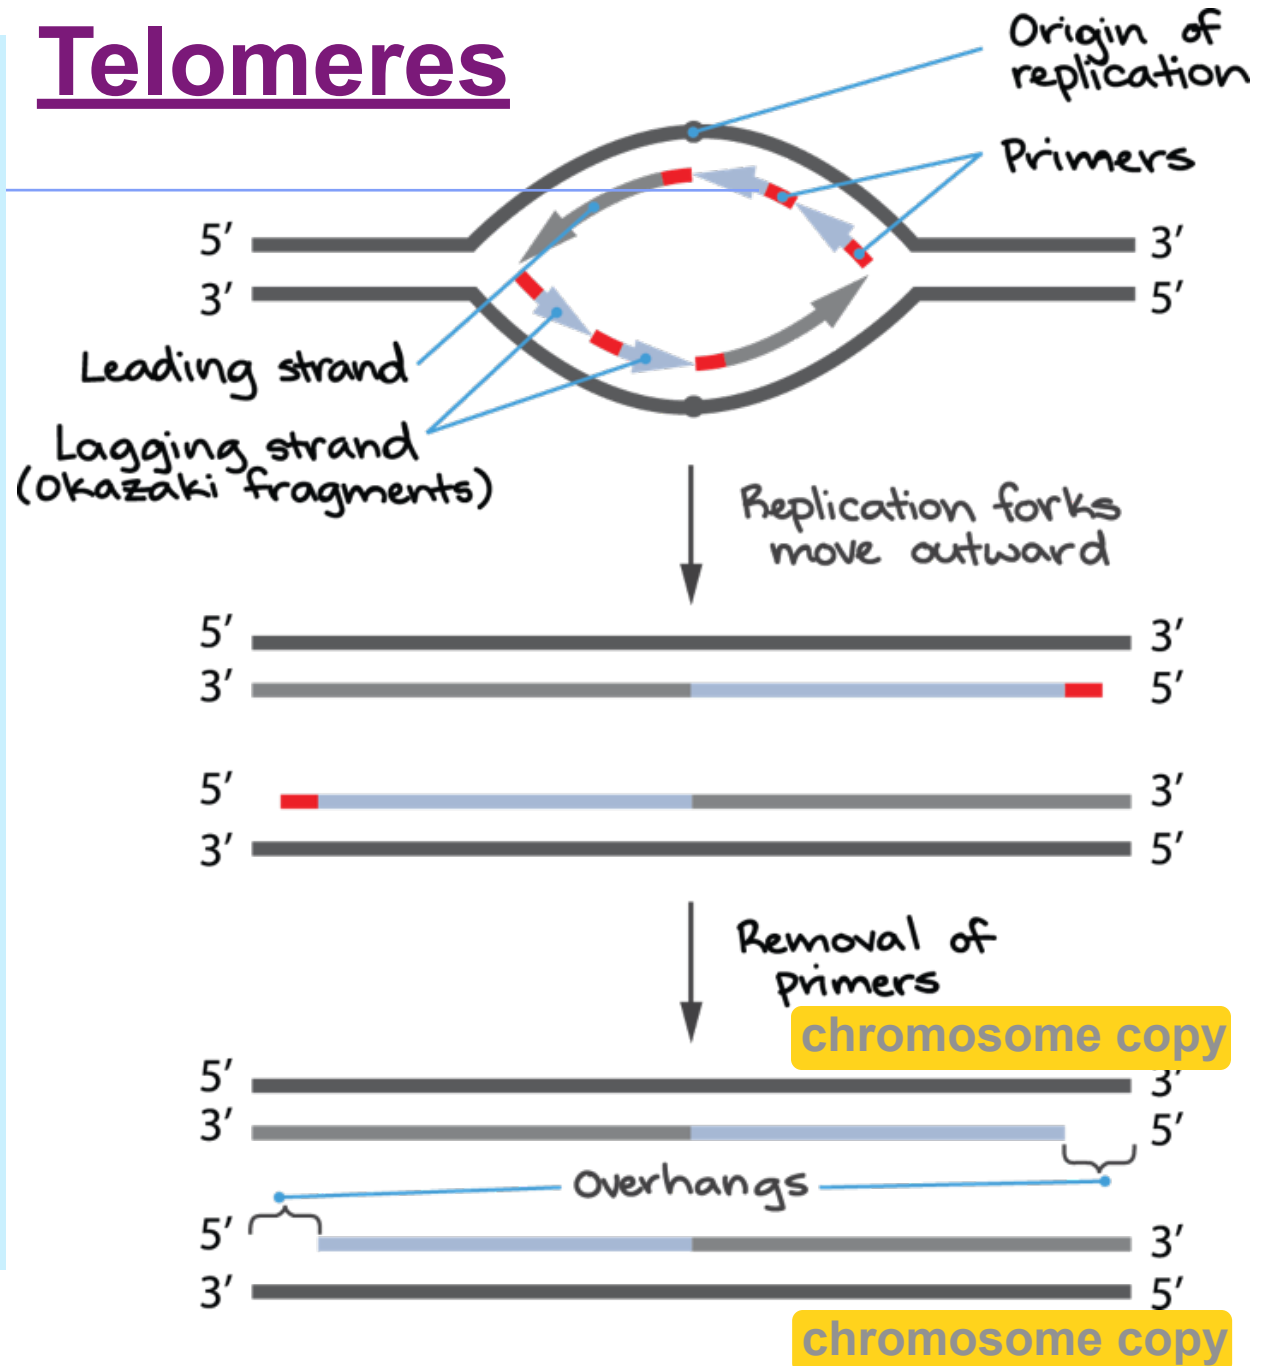 Telomeres
Origin of
replication
Primers
5′
3′
3′
5′
Leading strand
Lagging strand
(Okazaki fragments)
Replication forks
move outward
5′
3′
3′
5′
5′
3′
3′
5′
Removal of
primers
chromosome copy
5′
3′
3′
5′
Overhangs
5′
3′
3′
5′
chromosome copy